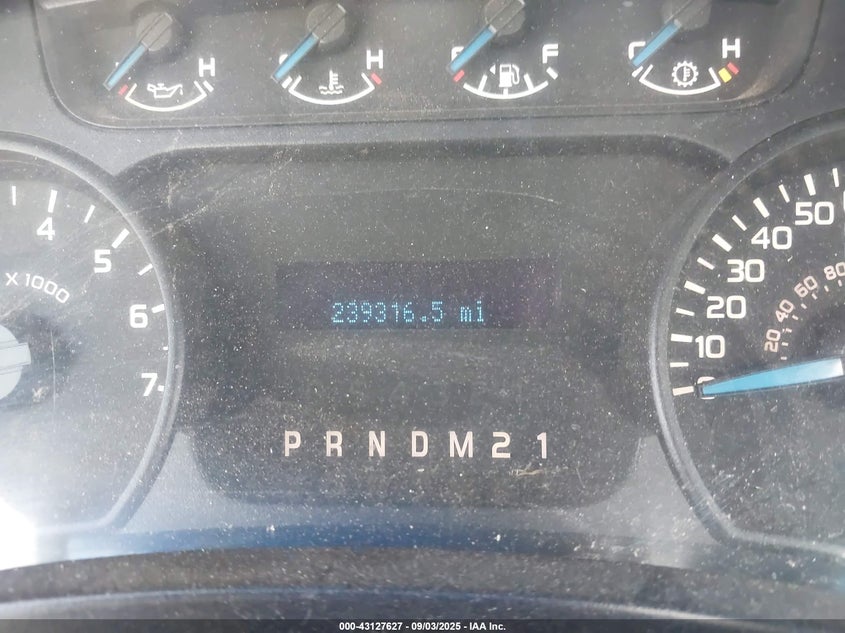 H H F C H
4 5 6 7
X 1000
0 10 20 30 40 50
20 40 60 80
239316.5 mi
P R N D M 2 1
000-43127627 - 09/03/2025 - IAA Inc.